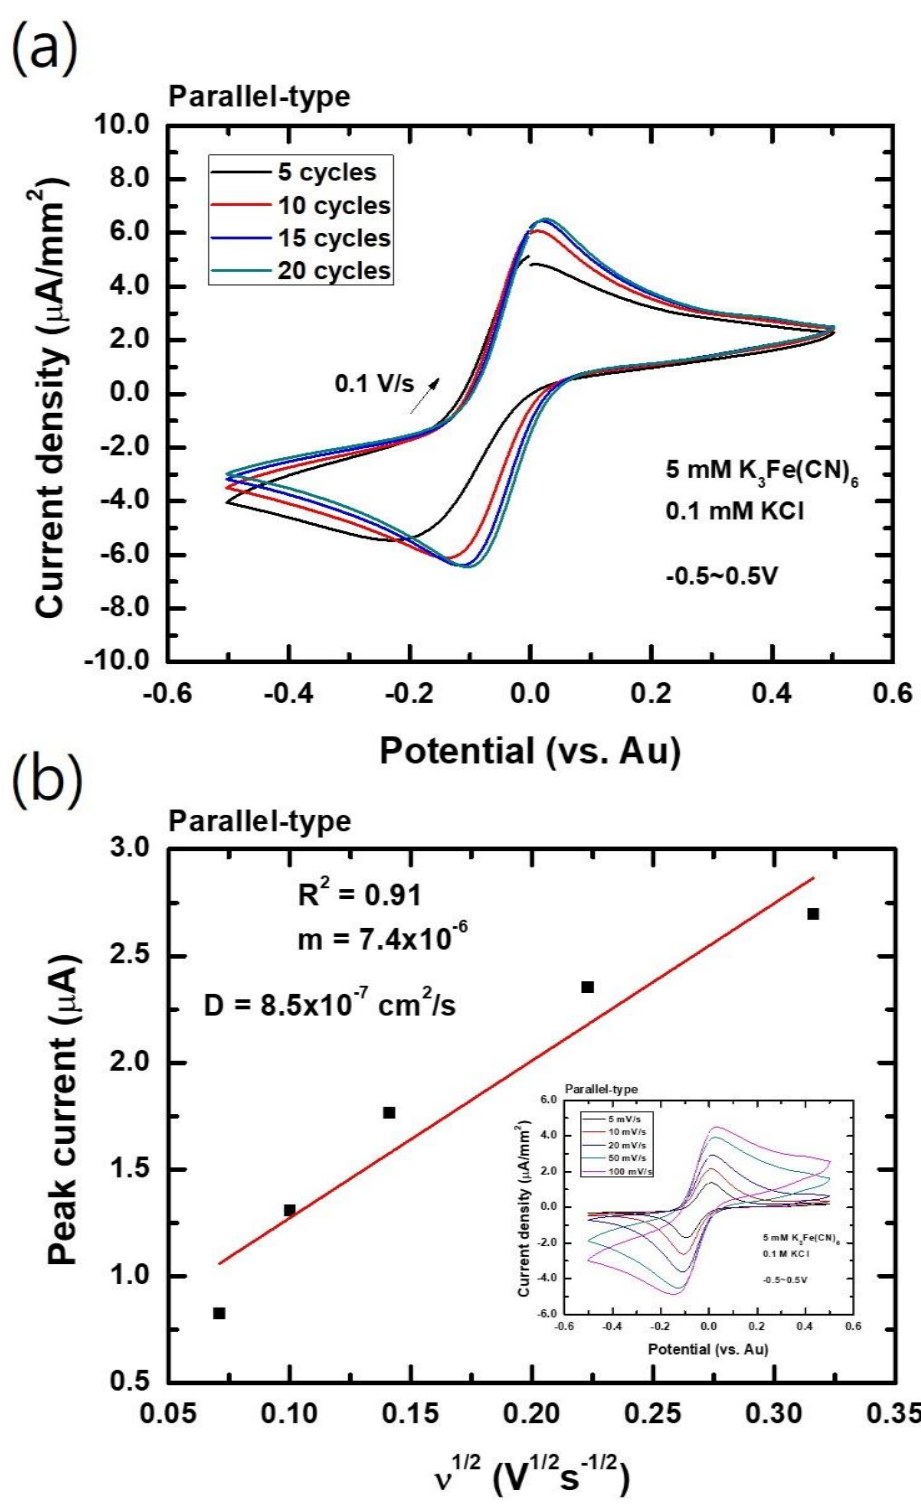 (a)
Parallel-type
10.0
8.0
6.0
4.0
2.0
0.0
-2.0
-4.0
-6.0
-8.0
-10.0
Current density (μA/mm²)
5 cycles
10 cycles
15 cycles
20 cycles
0.1 V/s
5 mM K₃Fe(CN)₆
0.1 mM KCl
-0.5~0.5V
-0.6 -0.4 -0.2 0.0 0.2 0.4 0.6
Potential (vs. Au)
(b)
Parallel-type
3.0
2.5
2.0
1.5
1.0
0.5
Peak current (μA)
R² = 0.91
m = 7.4x10⁻⁶
D = 8.5x10⁻⁷ cm²/s
Parallel-type
6.0
4.0
2.0
0.0
-2.0
-4.0
-6.0
Current density (μA/mm²)
5 mV/s
10 mV/s
20 mV/s
50 mV/s
100 mV/s
5 mM K₃Fe(CN)₆
0.1 M KCl
-0.5~0.5V
-0.6 -0.4 -0.2 0.0 0.2 0.4 0.6
Potential (vs. Au)
0.05 0.10 0.15 0.20 0.25 0.30 0.35
ν¹/² (V¹/²s⁻¹/²)